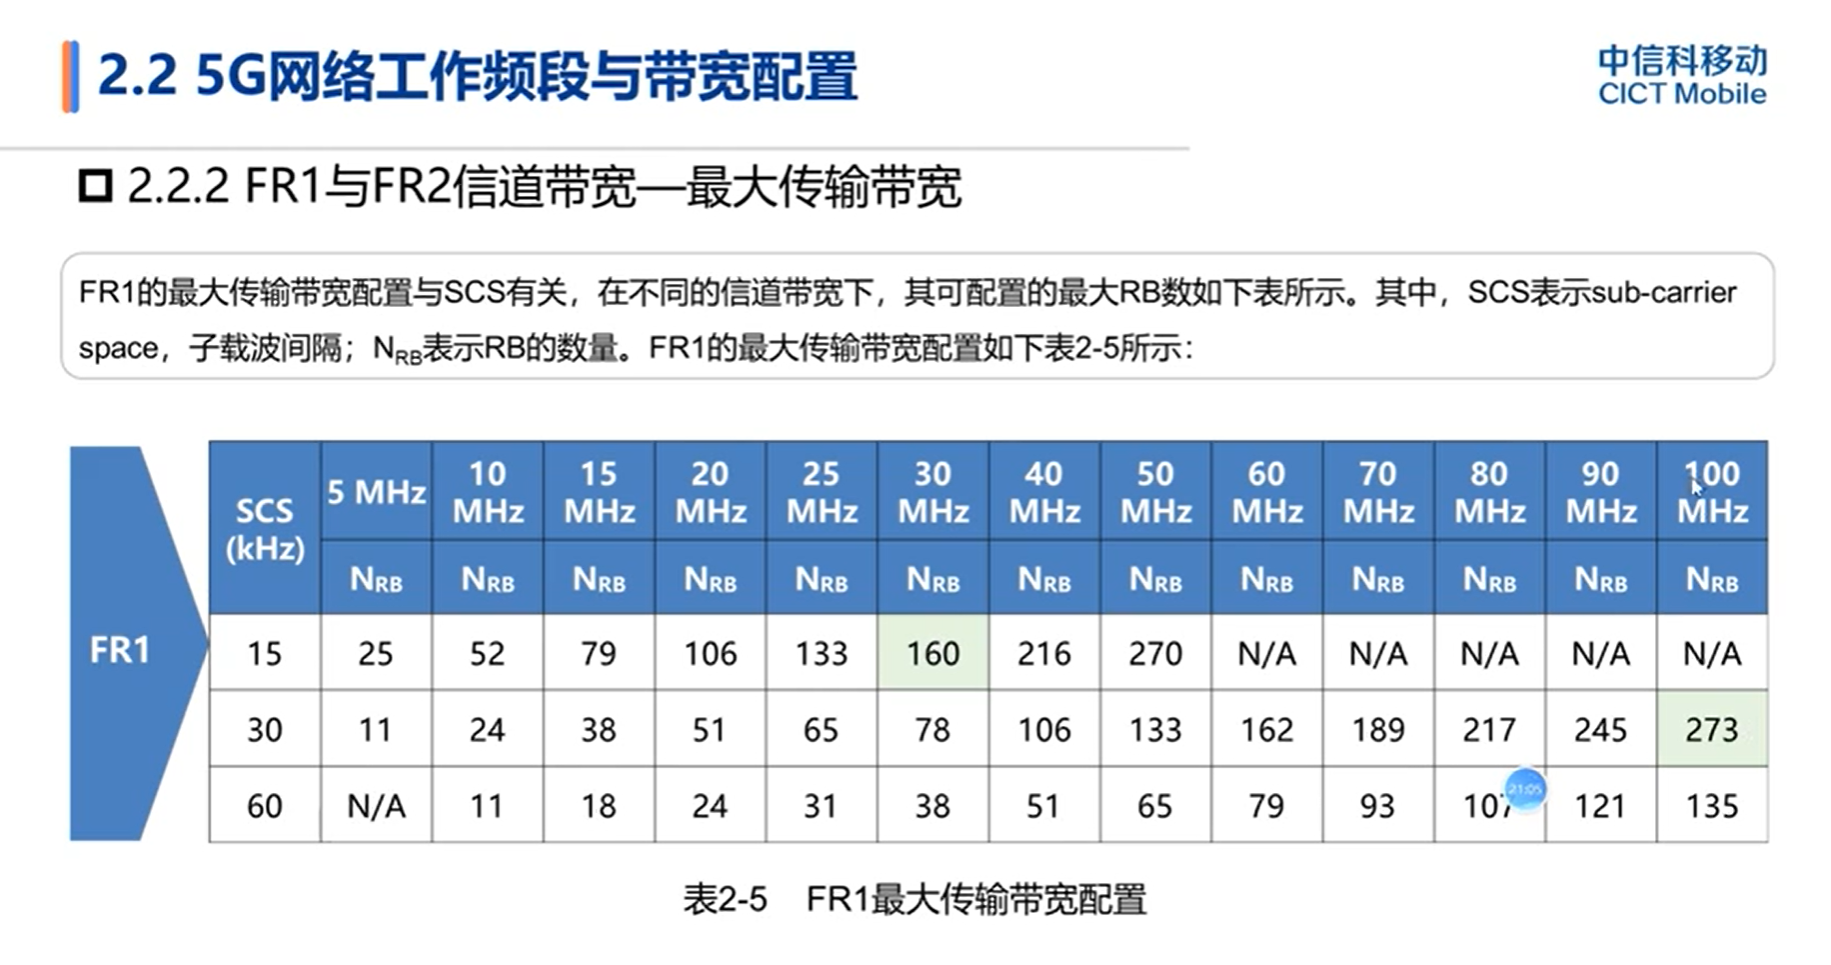 2.2 5G网络工作频段与带宽配置
中信科移动
CICT Mobile
2.2.2 FR1与FR2信道带宽—最大传输带宽
FR1的最大传输带宽配置与SCS有关，在不同的信道带宽下，其可配置的最大RB数如下表所示。其中，SCS表示sub-carrier
space，子载波间隔；NRB表示RB的数量。FR1的最大传输带宽配置如下表2-5所示：
FR1
SCS (kHz) 5 MHz 10 MHz 15 MHz 20 MHz 25 MHz 30 MHz 40 MHz 50 MHz 60 MHz 70 MHz 80 MHz 90 MHz 100 MHz
NRB NRB NRB NRB NRB NRB NRB NRB NRB NRB NRB NRB NRB
15 25 52 79 106 133 160 216 270 N/A N/A N/A N/A N/A
30 11 24 38 51 65 78 106 133 162 189 217 245 273
60 N/A 11 18 24 31 38 51 65 79 93 107 121 135
21:05
表2-5 FR1最大传输带宽配置